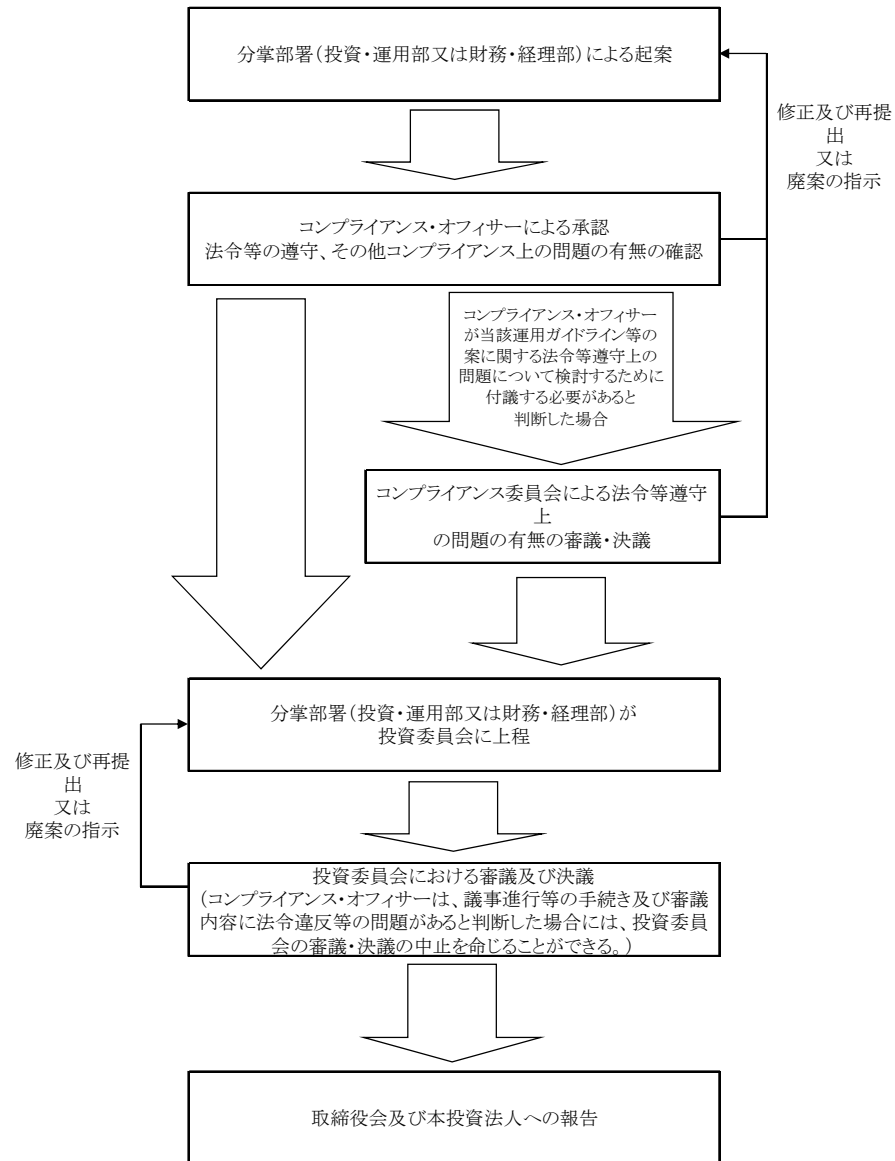 分掌部署（投資・運用部又は財務・経理部）による起案
修正及び再提
出
又は
廃案の指示
コンプライアンス・オフィサーによる承認
法令等の遵守、その他コンプライアンス上の問題の有無の確認
コンプライアンス・オフィサー
が当該運用ガイドライン等の
案に関する法令等遵守上の
問題について検討するために
付議する必要があると
判断した場合
コンプライアンス委員会による法令等遵守
上
の問題の有無の審議・決議
分掌部署（投資・運用部又は財務・経理部）が
投資委員会に上程
修正及び再提
出
又は
廃案の指示
投資委員会における審議及び決議
（コンプライアンス・オフィサーは、議事進行等の手続き及び審議
内容に法令違反等の問題があると判断した場合には、投資委員
会の審議・決議の中止を命じることができる。）
取締役会及び本投資法人への報告